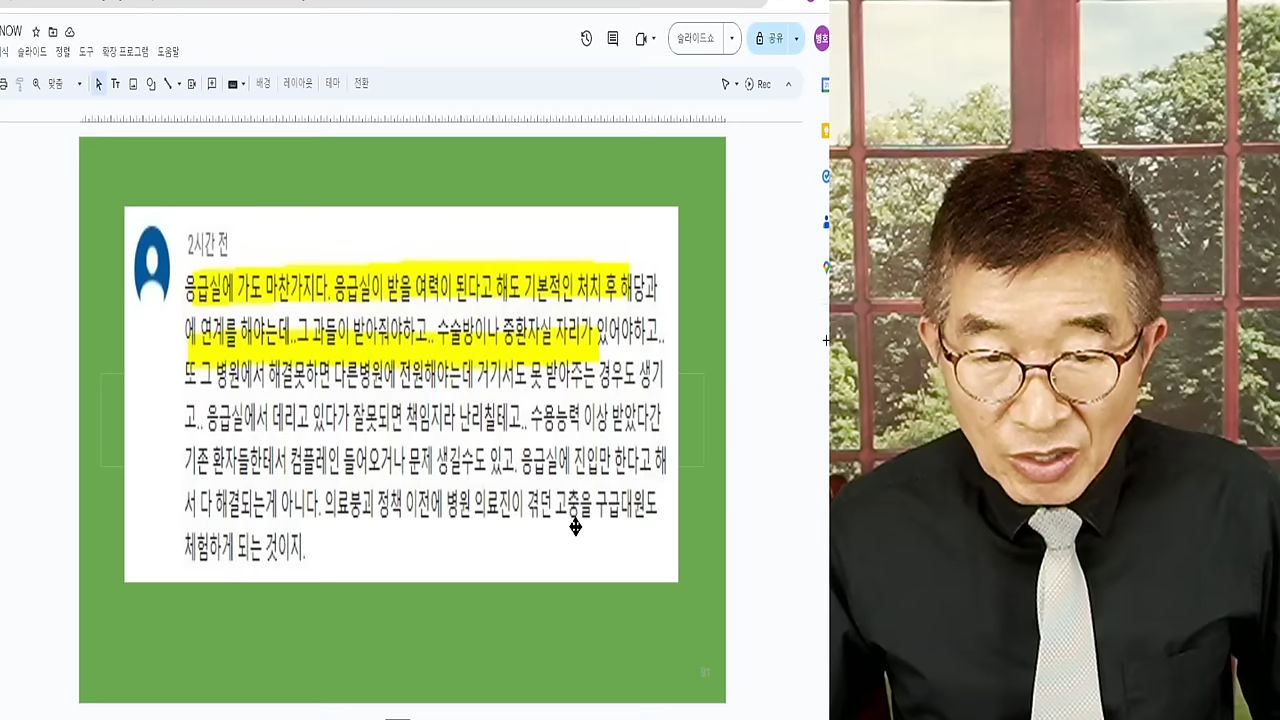 NOW
식 슬라이드 정렬 도구 확장 프로그램 도움말
슬라이드쇼
공유
병호
맞춤
Tт
배경 레이아웃 테마 전환
Rec
2시간 전
응급실에 가도 마찬가지다. 응급실이 받을 여력이 된다고 해도 기본적인 처치 후 해당과
에 연계를 해야는데..그 과들이 받아줘야하고.. 수술방이나 중환자실 자리가 있어야하고..
또 그 병원에서 해결못하면 다른병원에 전원해야는데 거기서도 못 받아주는 경우도 생기
고.. 응급실에서 데리고 있다가 잘못되면 책임지라 난리칠테고.. 수용능력 이상 받았다간
기존 환자들한테서 컴플레인 들어오거나 문제 생길수도 있고. 응급실에 진입만 한다고 해
서 다 해결되는게 아니다. 의료붕괴 정책 이전에 병원 의료진이 겪던 고충을 구급대원도
체험하게 되는 것이지.